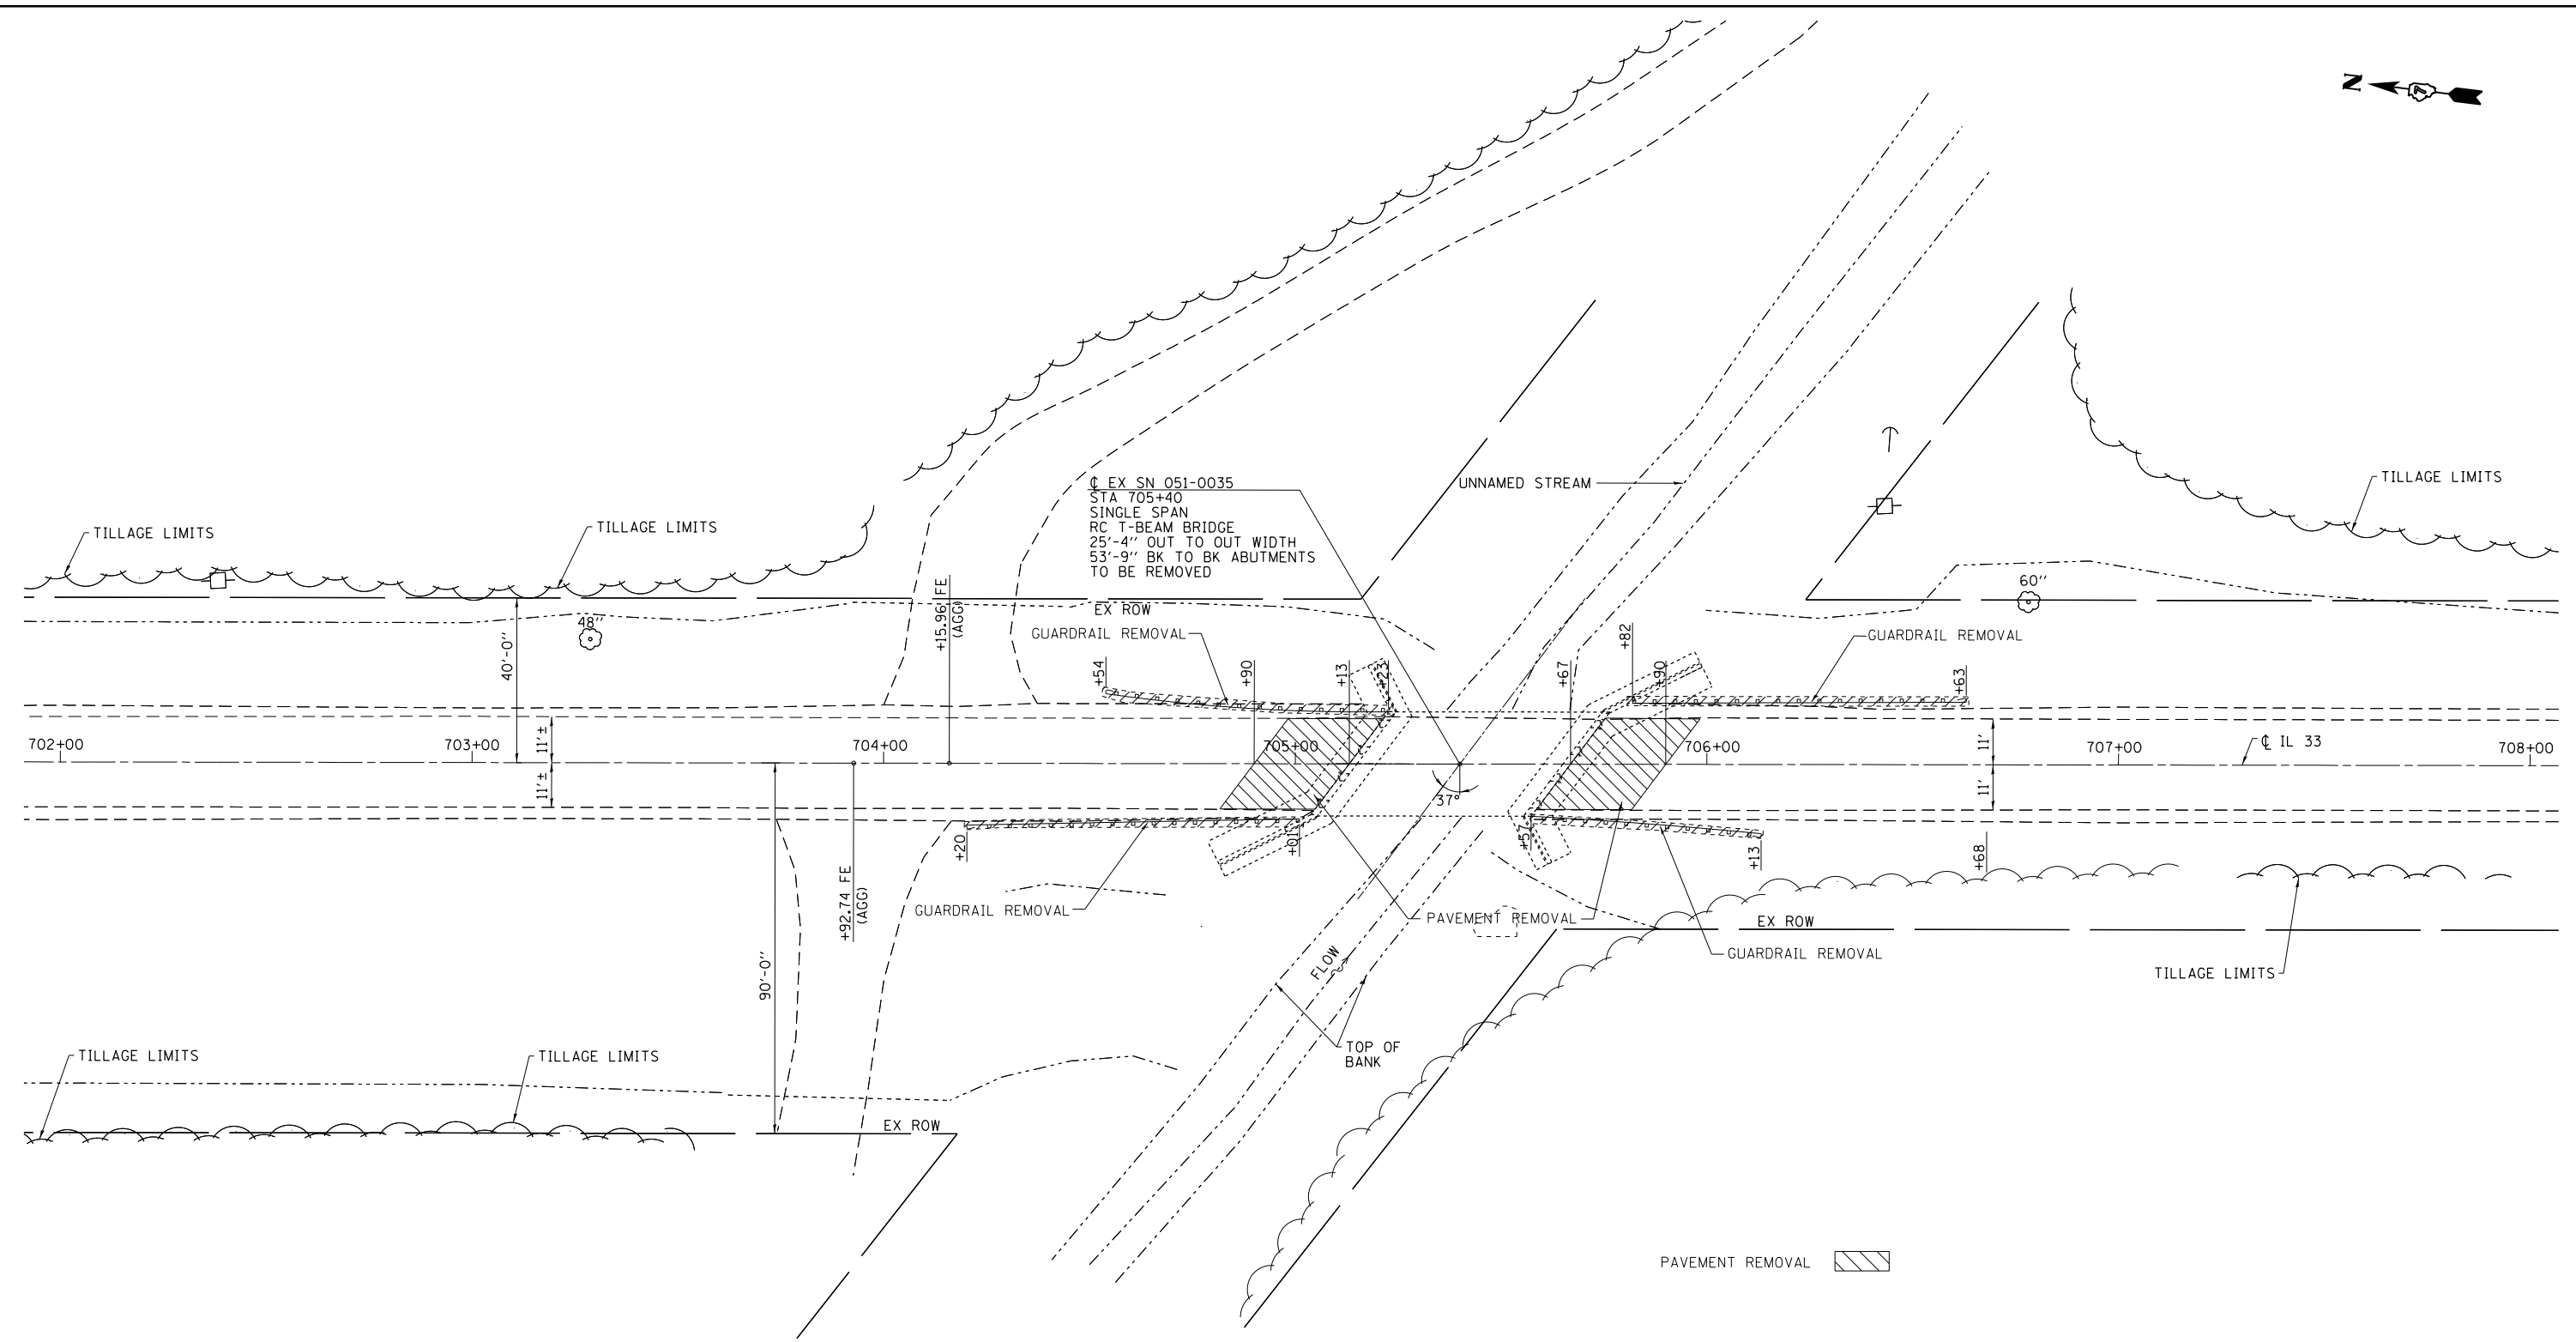 N
℄ EX SN 051-0035
STA 705+40
SINGLE SPAN
RC T-BEAM BRIDGE
25'-4'' OUT TO OUT WIDTH
53'-9'' BK TO BK ABUTMENTS
TO BE REMOVED
UNNAMED STREAM
TILLAGE LIMITS
TILLAGE LIMITS
TILLAGE LIMITS
48''
60''
EX ROW
GUARDRAIL REMOVAL
GUARDRAIL REMOVAL
40'-0''
+15.96 FE
(AGG)
+54
+90
+13
+23
+67
+82
+90
+63
11'±
11'±
11'
11'
702+00
703+00
704+00
705+00
706+00
707+00
708+00
℄ IL 33
37°
+20
+01
+57
+13
+68
+92.74 FE
(AGG)
90'-0''
GUARDRAIL REMOVAL
PAVEMENT REMOVAL
EX ROW
GUARDRAIL REMOVAL
FLOW
TILLAGE LIMITS
TOP OF
BANK
TILLAGE LIMITS
TILLAGE LIMITS
EX ROW
PAVEMENT REMOVAL